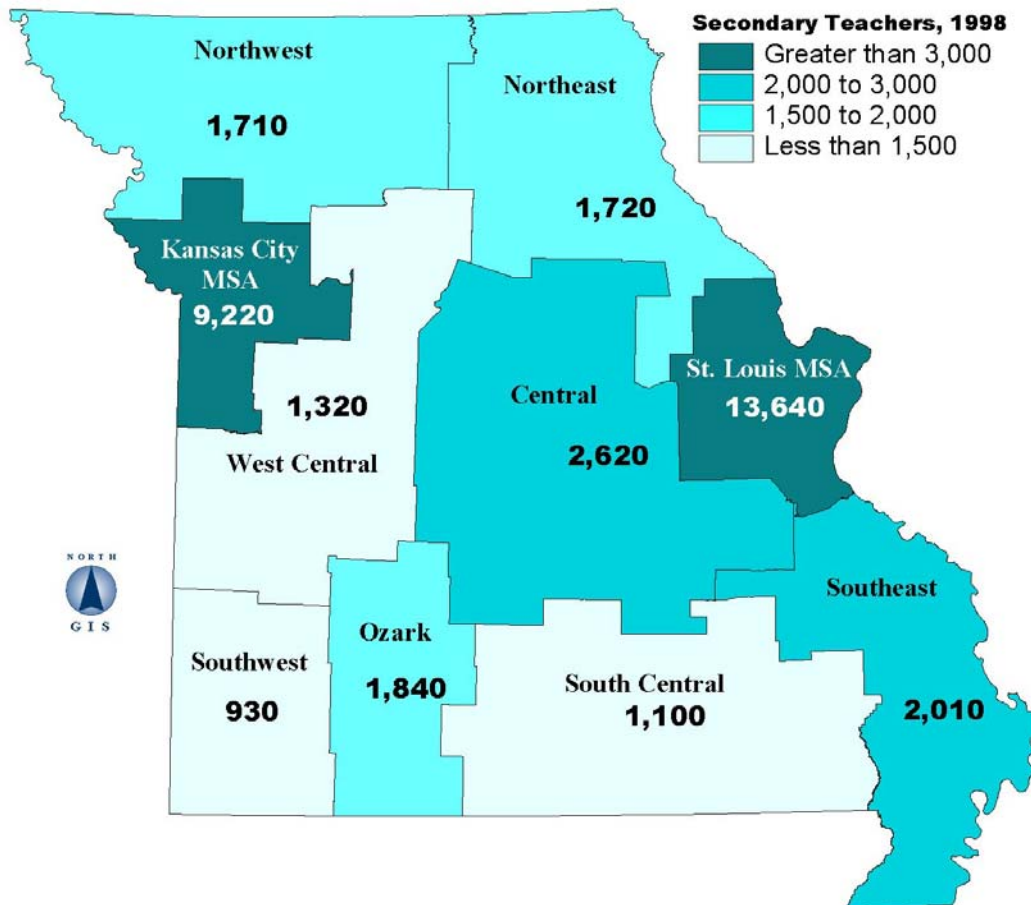 Secondary Teachers, 1998
Greater than 3,000
2,000 to 3,000
1,500 to 2,000
Less than 1,500
Northwest
1,710
Northeast
1,720
Kansas City
MSA
9,220
St. Louis MSA
13,640
1,320
West Central
Central
2,620
NORTH
GIS
Southeast
2,010
Southwest
930
Ozark
1,840
South Central
1,100